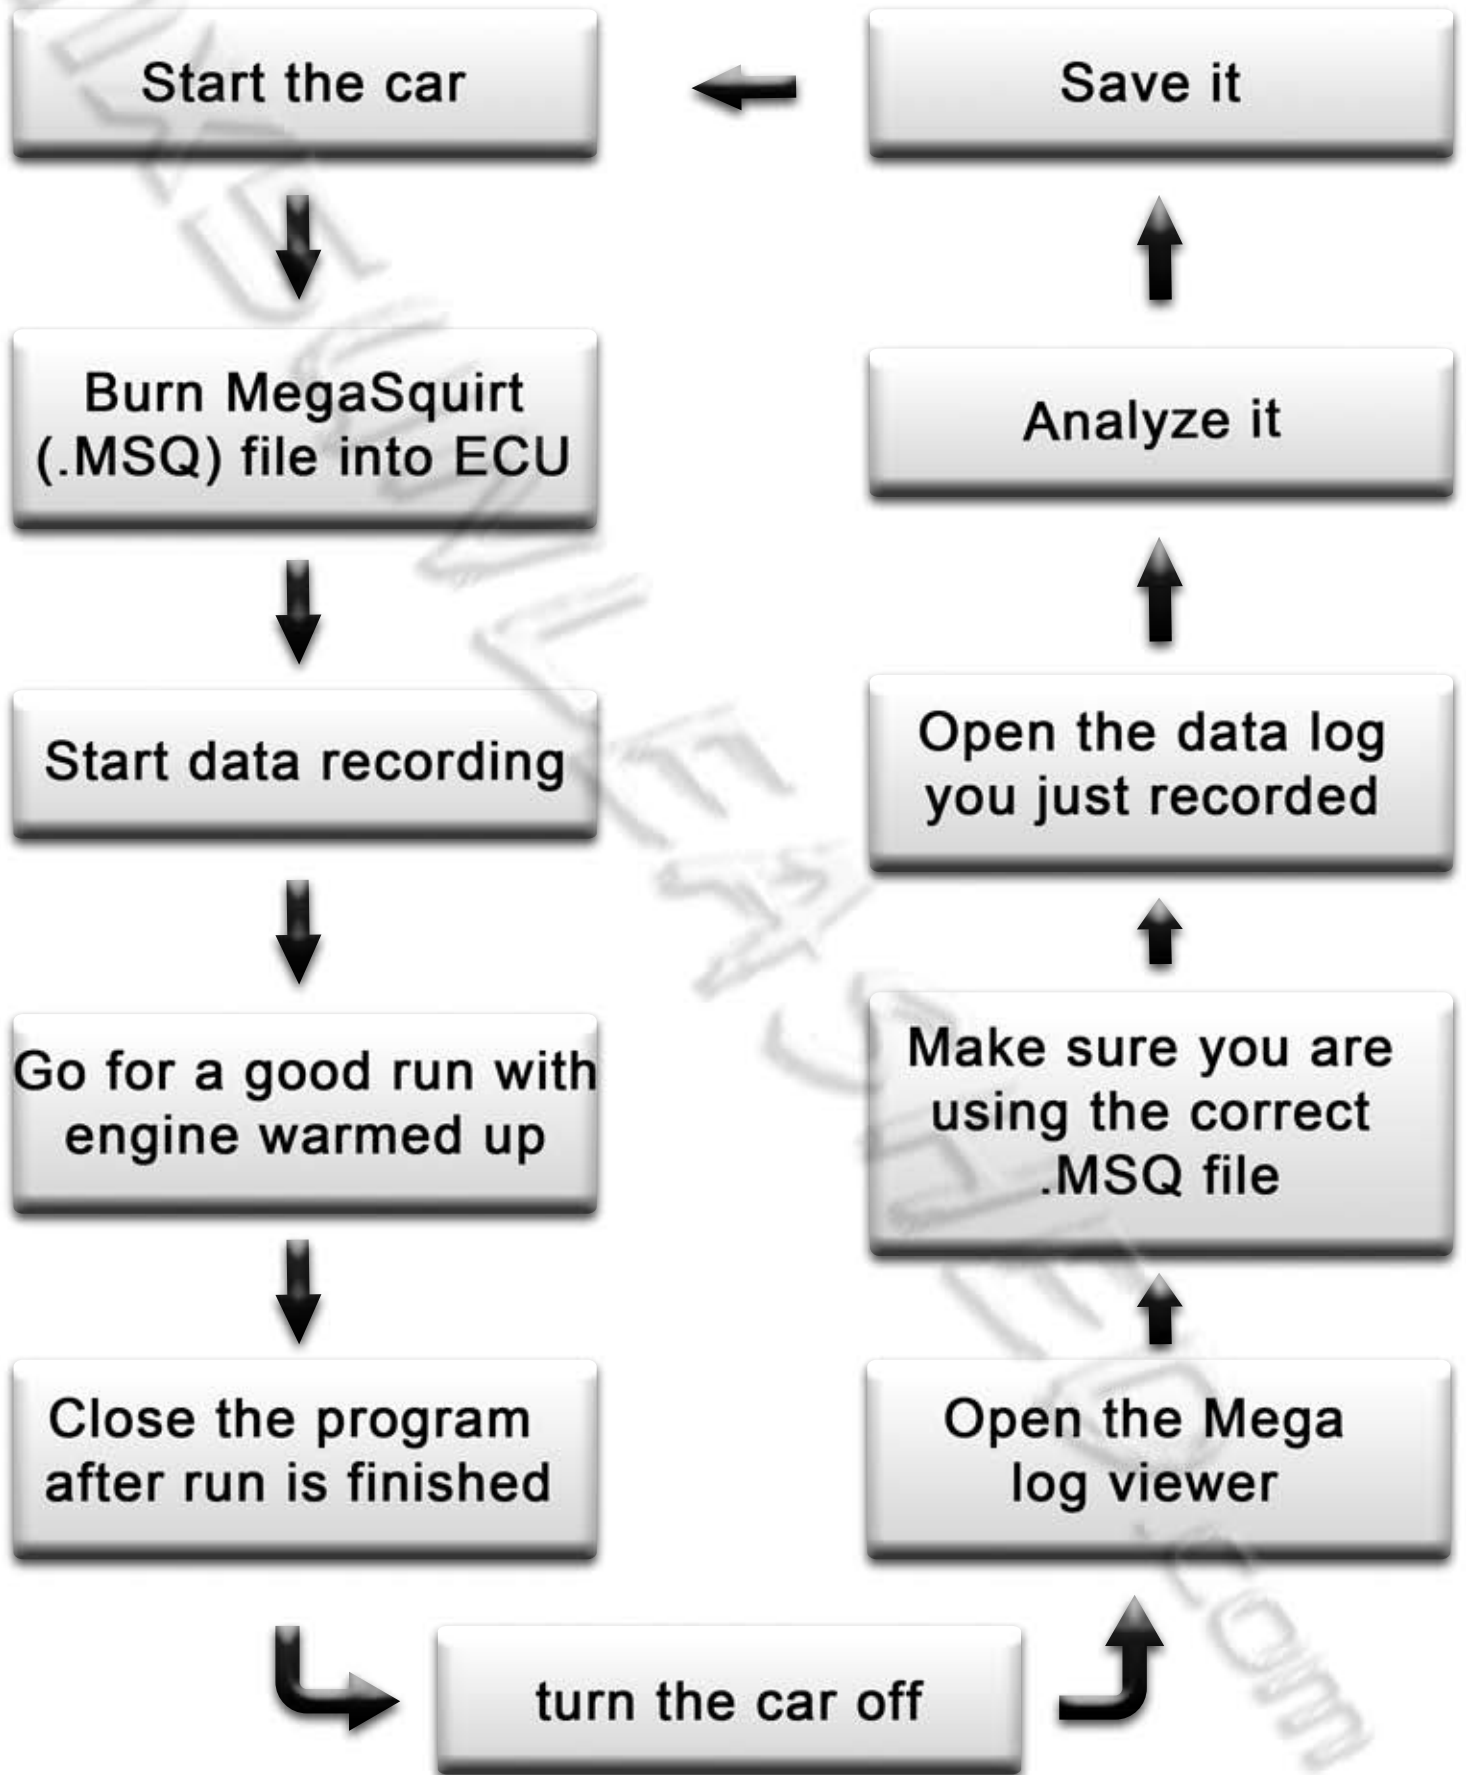 Start the car
Burn MegaSquirt
(.MSQ) file into ECU
Start data recording
Go for a good run with
engine warmed up
Close the program
after run is finished
turn the car off
Open the Mega
log viewer
Make sure you are
using the correct
.MSQ file
Open the data log
you just recorded
Analyze it
Save it